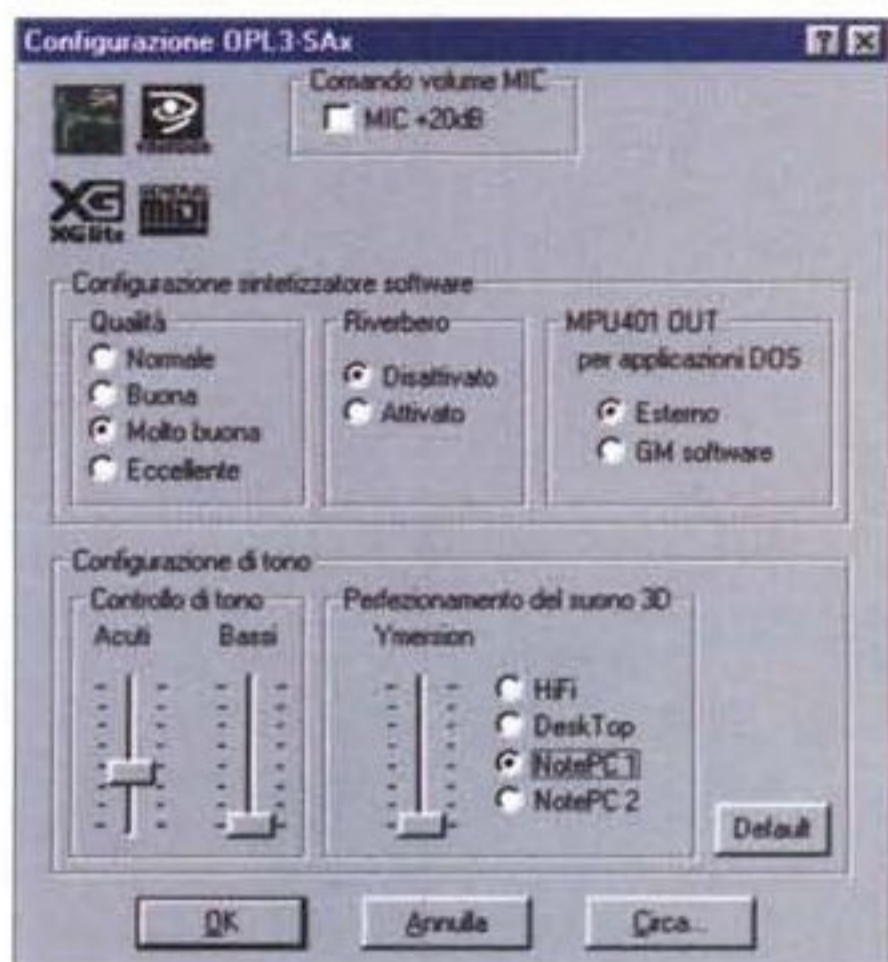 Configurazione OPL3-SAx
Comando volume MIC
MIC +20dB
XG
XG lite
GENERAL
MIDI
Configurazione sintetizzatore software
Qualità
Normale
Buona
Molto buona
Eccellente
Riverbero
Disattivato
Attivato
MPU401 OUT
per applicazioni DOS
Esterno
GM software
Configurazione di tono
Controllo di tono
Acuti
Bassi
Perfezionamento del suono 3D
Ymersion
HiFi
DeskTop
NotePC 1
NotePC 2
Default
OK
Annulla
Circa...